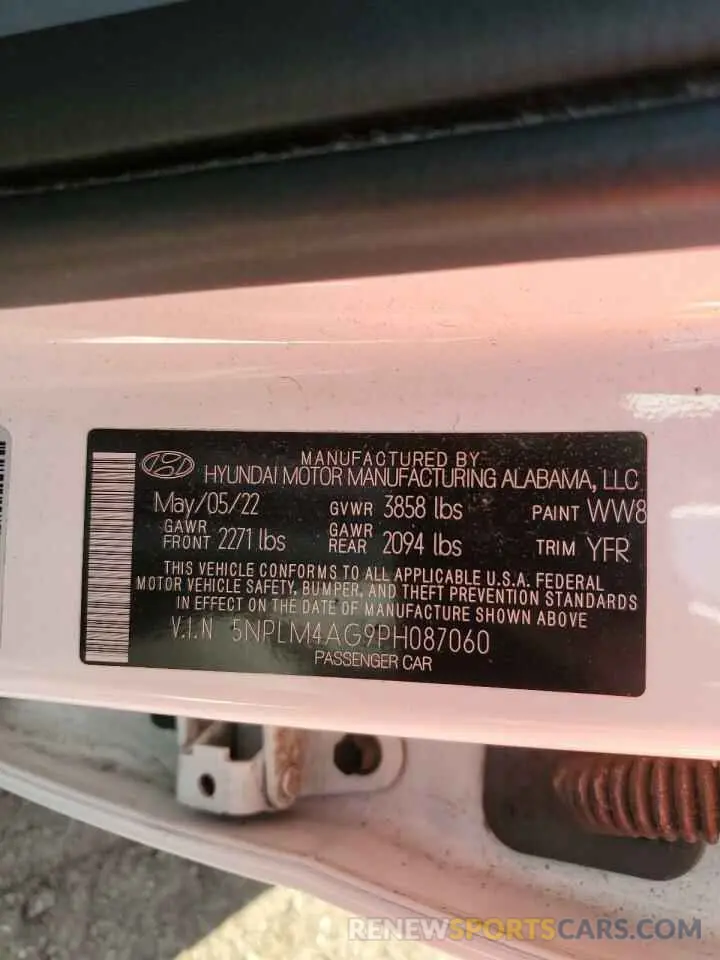 MANUFACTURED BY
HYUNDAI MOTOR MANUFACTURING ALABAMA, LLC
May/05/22 GVWR 3858 lbs PAINT WW8
GAWR FRONT 2271 lbs GAWR REAR 2094 lbs TRIM YFR
THIS VEHICLE CONFORMS TO ALL APPLICABLE U.S.A. FEDERAL
MOTOR VEHICLE SAFETY, BUMPER, AND THEFT PREVENTION STANDARDS
IN EFFECT ON THE DATE OF MANUFACTURE SHOWN ABOVE
V.I.N 5NPLM4AG9PH087060
PASSENGER CAR
RENEWSPORTSCARS.COM